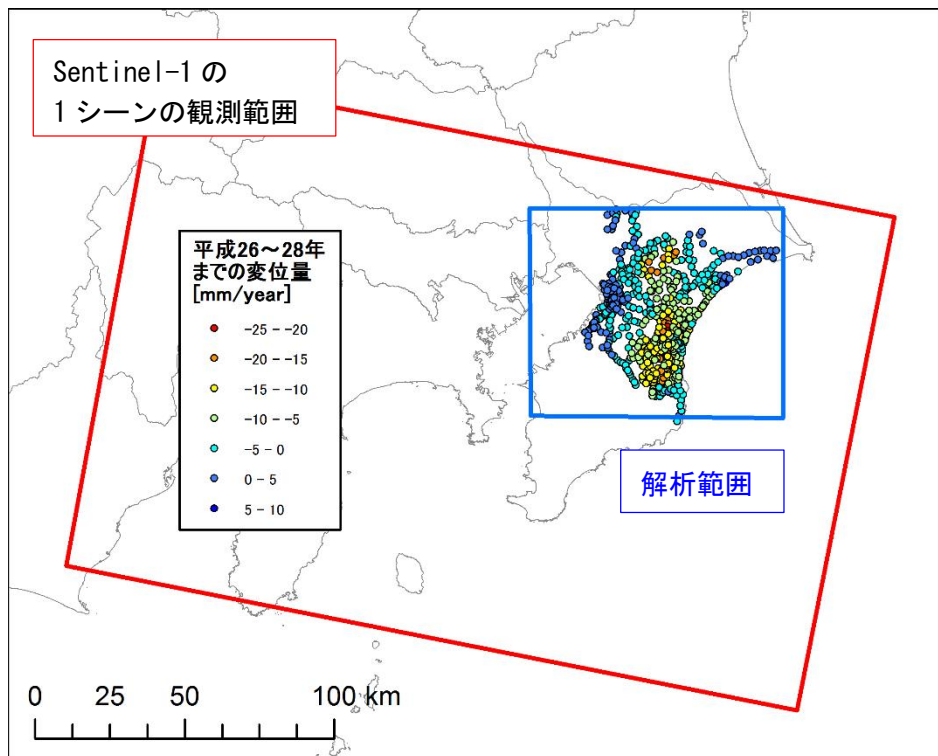 Sentinel-1の
1シーンの観測範囲
平成26～28年
までの変位量
[mm/year]
-25 - -20
-20 - -15
-15 - -10
-10 - -5
-5 - 0
0 - 5
5 - 10
解析範囲
0 25 50 100 km